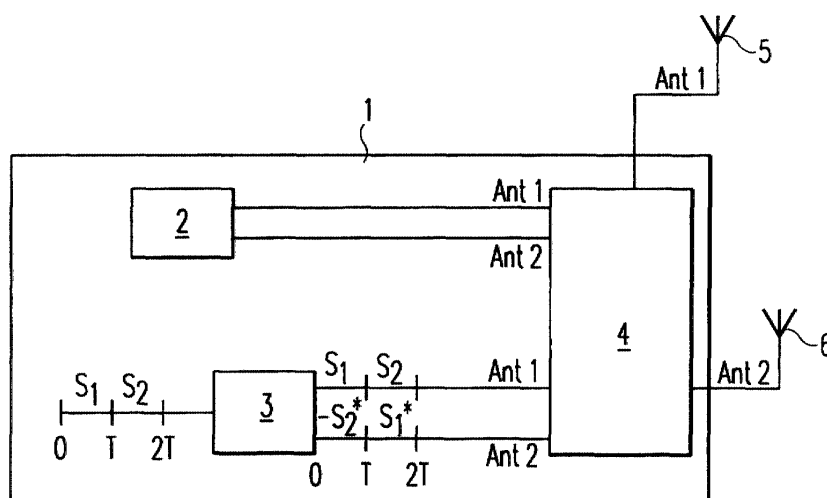 5
Ant 1
1
Ant 1
2
Ant 2
4
6
Ant 2
S1 S2
S1 S2 Ant 1
3
-S2* S1*
0 T 2T
0 T 2T
Ant 2